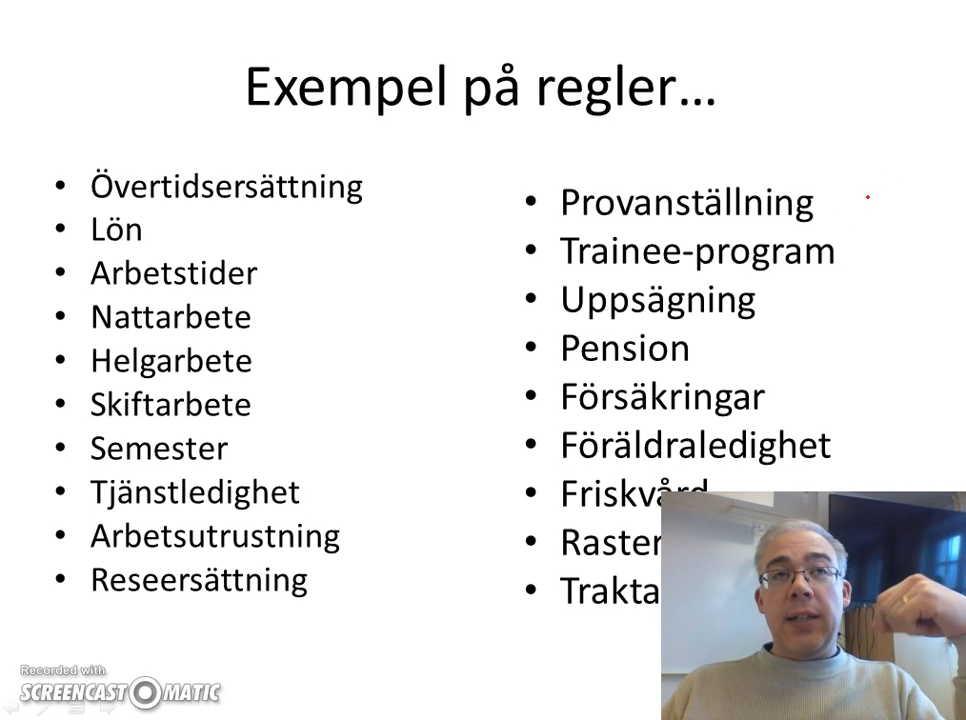 Exempel på regler…
Övertidsersättning
Lön
Arbetstider
Nattarbete
Helgarbete
Skiftarbete
Semester
Tjänstledighet
Arbetsutrustning
Reseersättning
Provanställning
Trainee-program
Uppsägning
Pension
Försäkringar
Föräldraledighet
Friskvård
Raster
Recorded with
SCREENCAST-O-MATIC